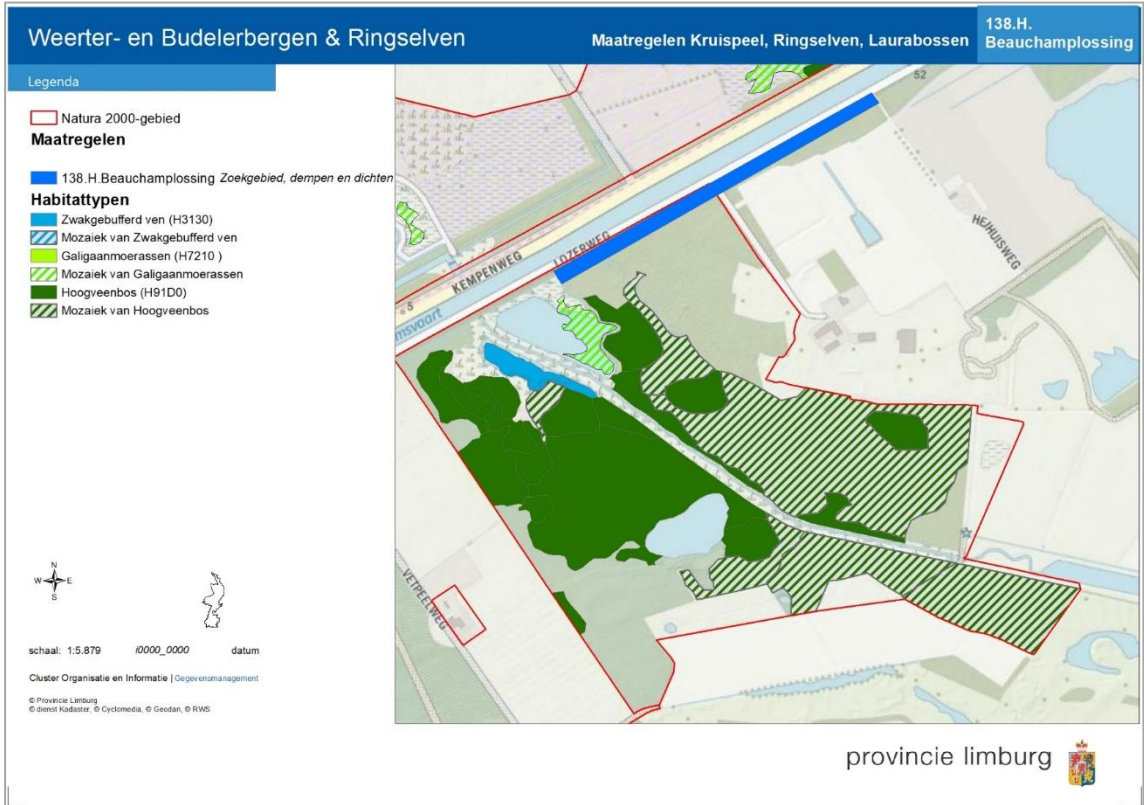 Weerter- en Budelerbergen & Ringselven
Maatregelen Kruispeel, Ringselven, Laurabossen
138.H.
Beauchamplossing
Legenda
Natura 2000-gebied
Maatregelen
138.H.Beauchamplossing Zoekgebied, dempen en dichten
Habitattypen
Zwakgebufferd ven (H3130)
Mozaiek van Zwakgebufferd ven
Galigaanmoerassen (H7210 )
Mozaiek van Galigaanmoerassen
Hoogveenbos (H91D0)
Mozaiek van Hoogveenbos
52
HEIHUISWEG
LOZERWEG
KEMPENWEG
5
msvaart
VETPEELWEG
N
W E
S
schaal: 1:5.879 i0000_0000 datum
Cluster Organisatie en Informatie | Gegevensmanagement
© Provincie Limburg
© dienst Kadaster, © Cyclomedia, © Geodan, © RWS
provincie limburg